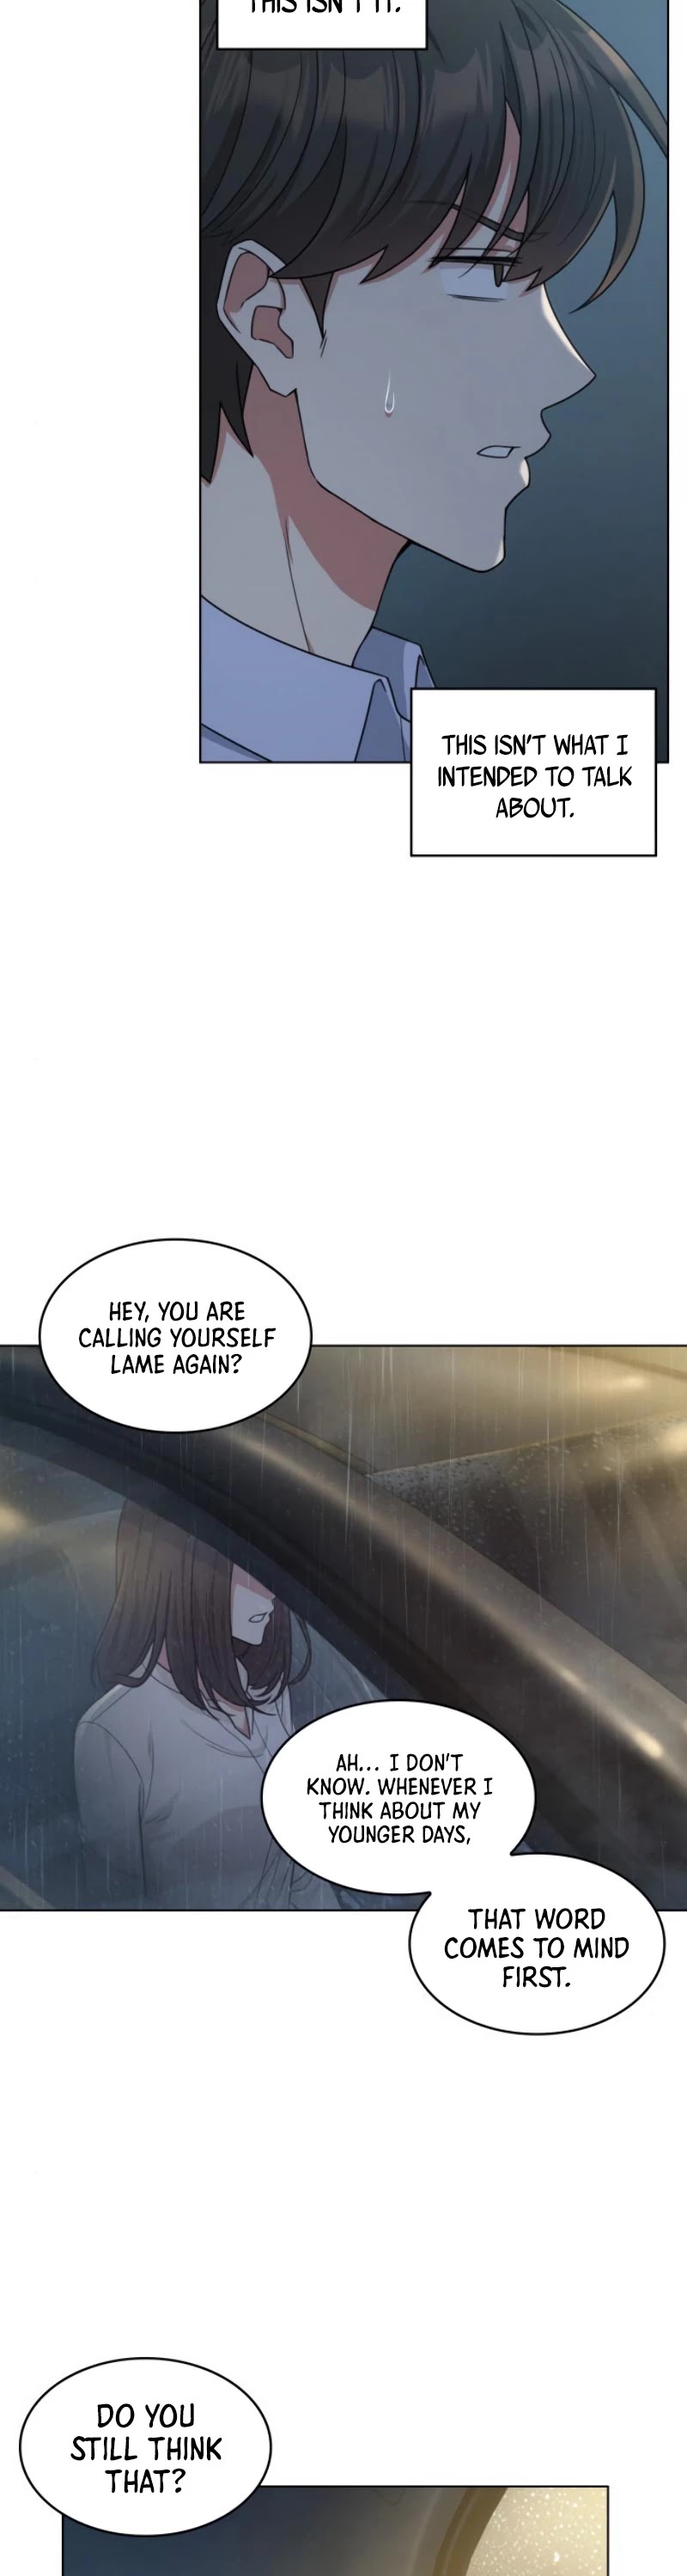 THIS ISN'T IT.
THIS ISN'T WHAT I
INTENDED TO TALK
ABOUT.
HEY, YOU ARE
CALLING YOURSELF
LAME AGAIN?
AH... I DON'T
KNOW. WHENEVER I
THINK ABOUT MY
YOUNGER DAYS,
THAT WORD
COMES TO MIND
FIRST.
DO YOU
STILL THINK
THAT?